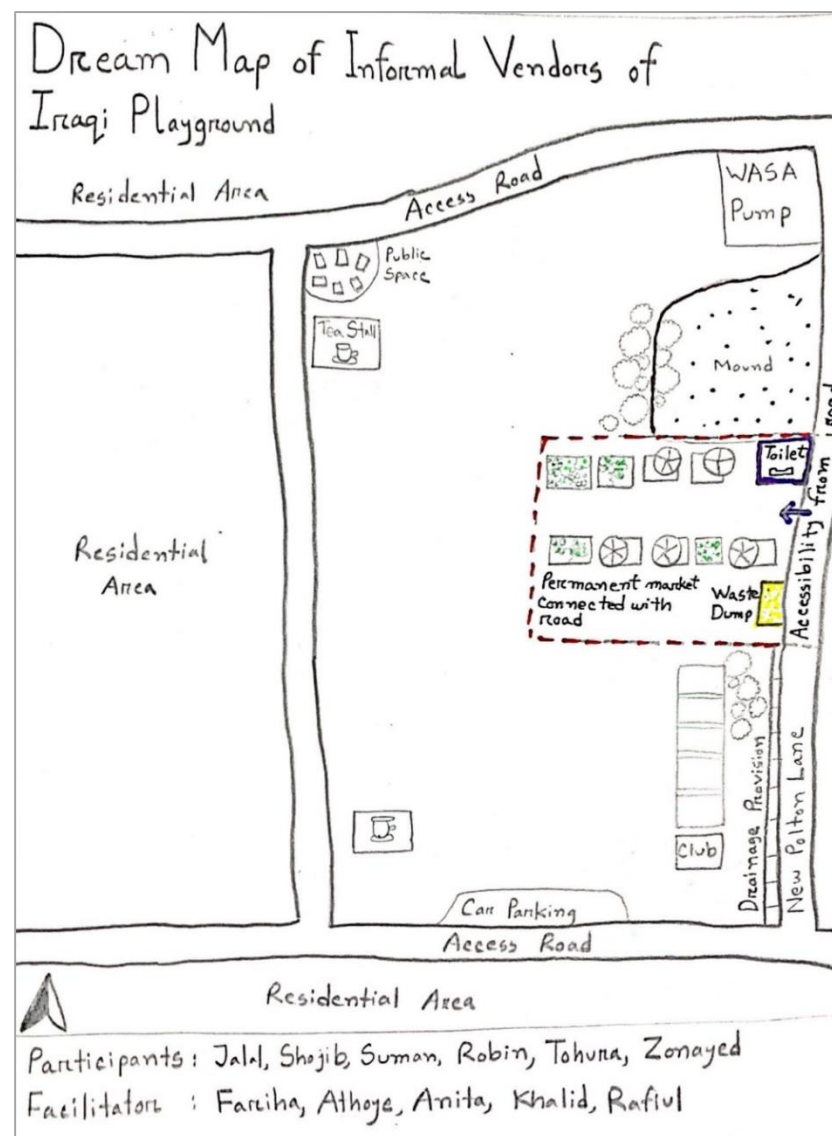 Dream Map of Informal Vendors of
Iraqi Playground
Residential Area
Access Road
WASA
Pump
Public
Space
Tea Stall
Mound
Toilet
Accessibility from
Road
Residential
Area
Permanent market
connected with
road
Waste
Dump
Drainage Provision
New Polton Lane
Club
Car Parking
Access Road
Residential Area
Participants : Jalal, Shojib, Suman, Robin, Tohura, Zonayed
Facilitator : Fariha, Athoye, Anita, Khalid, Rafiul